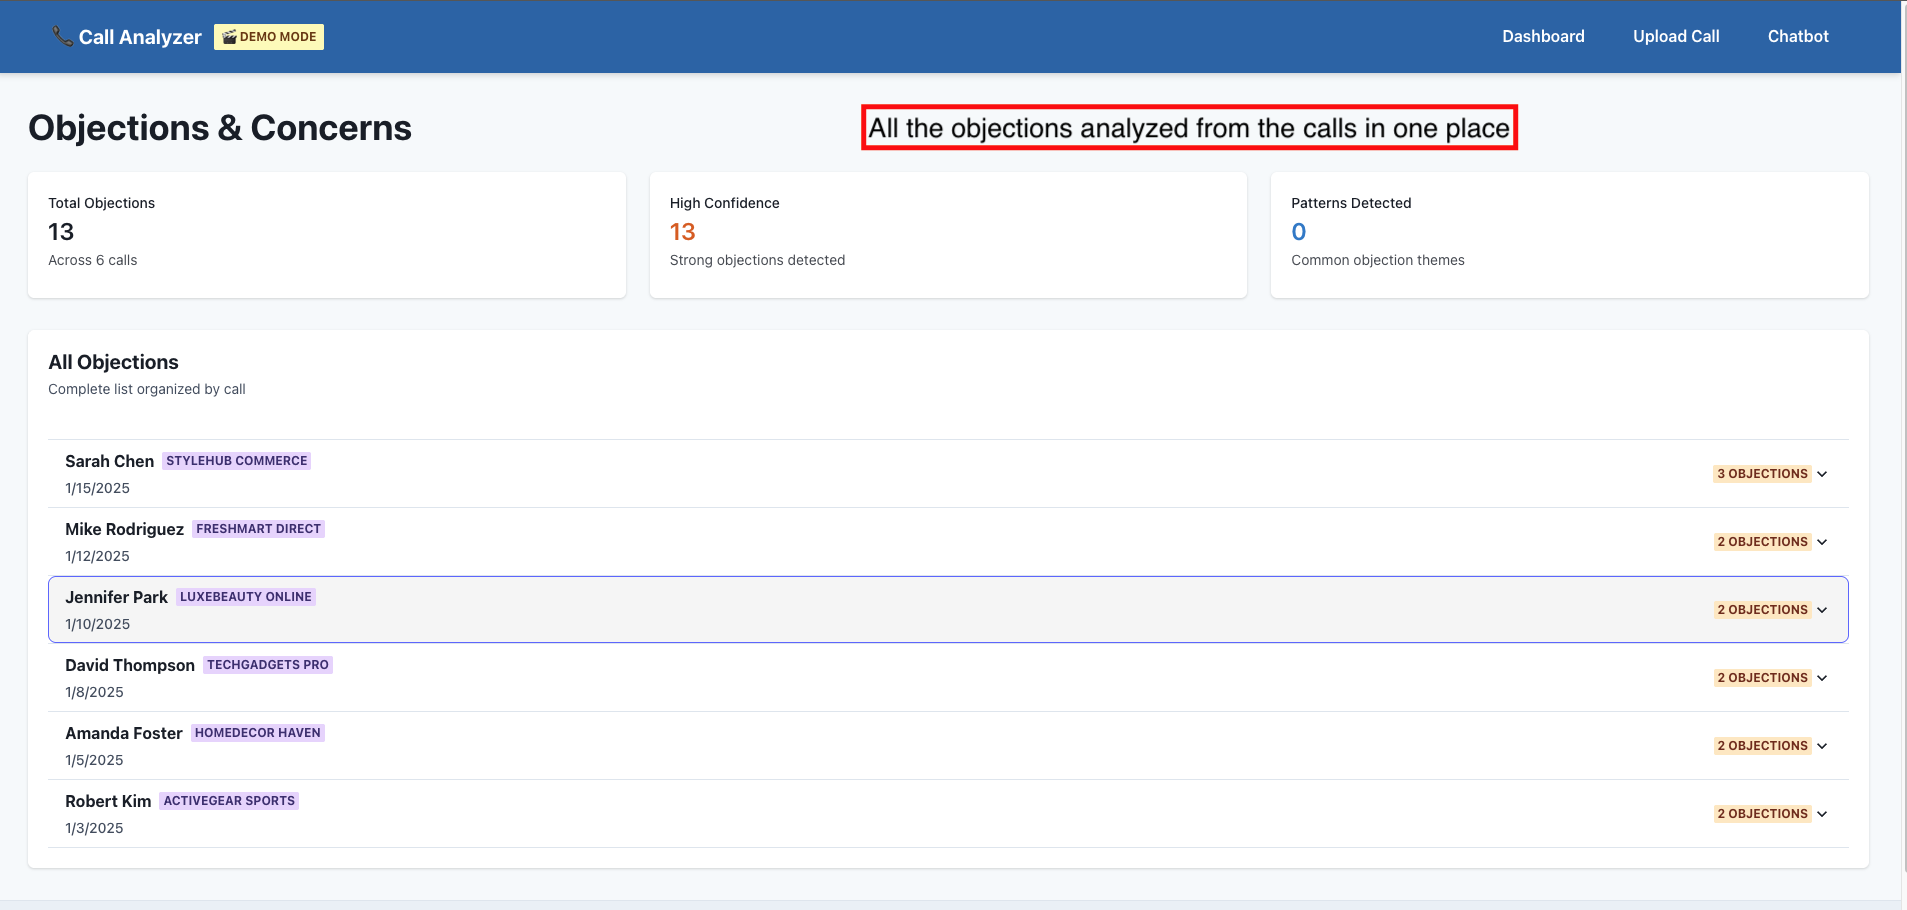 Call Analyzer DEMO MODE Dashboard Upload Call Chatbot
Objections & Concerns
All the objections analyzed from the calls in one place
Total Objections
13
Across 6 calls
High Confidence
13
Strong objections detected
Patterns Detected
0
Common objection themes
All Objections
Complete list organized by call
Sarah Chen STYLEHUB COMMERCE
1/15/2025
3 OBJECTIONS
Mike Rodriguez FRESHMART DIRECT
1/12/2025
2 OBJECTIONS
Jennifer Park LUXEBEAUTY ONLINE
1/10/2025
2 OBJECTIONS
David Thompson TECHGADGETS PRO
1/8/2025
2 OBJECTIONS
Amanda Foster HOMEDECOR HAVEN
1/5/2025
2 OBJECTIONS
Robert Kim ACTIVEGEAR SPORTS
1/3/2025
2 OBJECTIONS